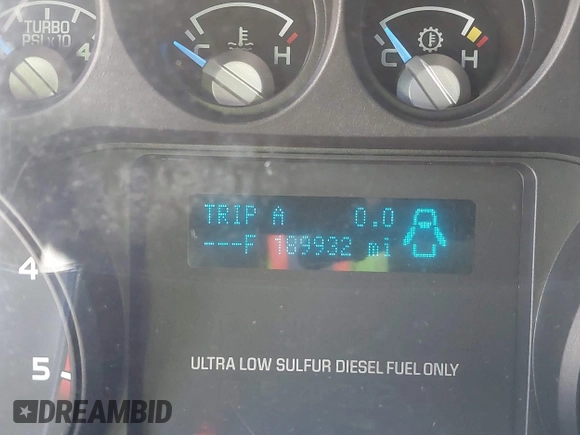 TURBO
PSI x 10
4
C H
C H
TRIP A 0.0
---F 189932 mi
4
5
ULTRA LOW SULFUR DIESEL FUEL ONLY
DREAMBID